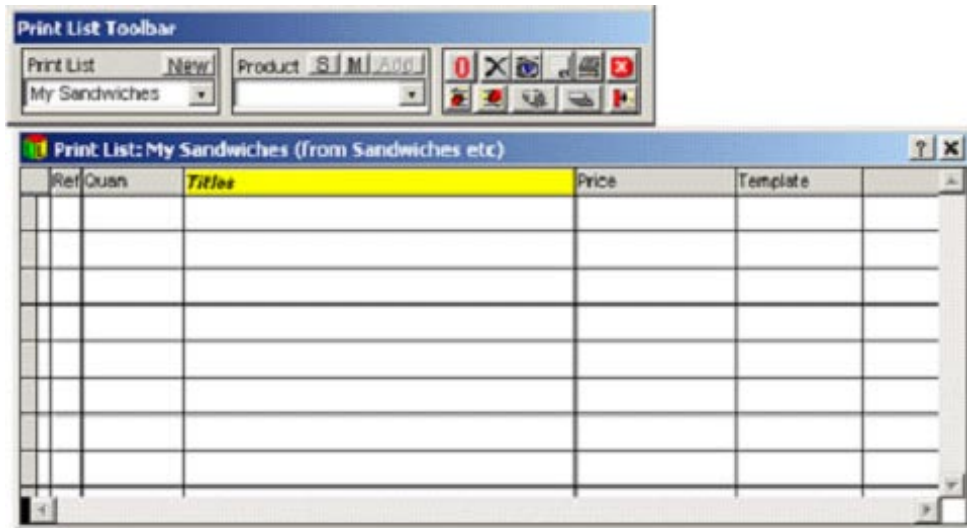 Print List Toolbar
Print List New Product S M Add
My Sandwiches
Print List: My Sandwiches (from Sandwiches etc)
Ref Quan Titles Price Template